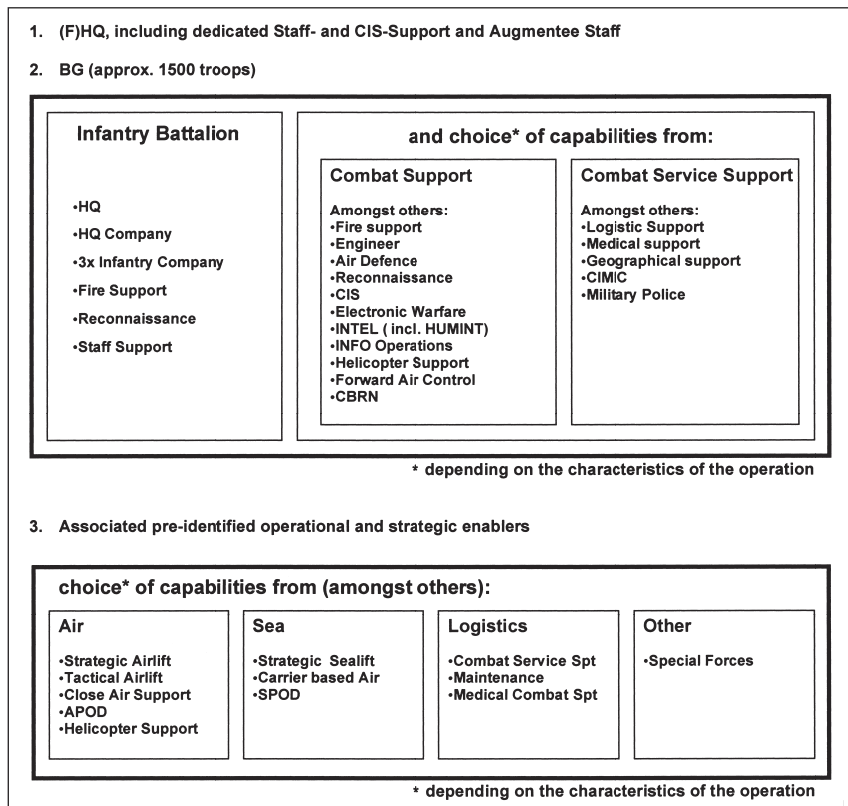 1. (F)HQ, including dedicated Staff- and CIS-Support and Augmentee Staff
2. BG (approx. 1500 troops)
Infantry Battalion
•HQ
•HQ Company
•3x Infantry Company
•Fire Support
•Reconnaissance
•Staff Support
and choice* of capabilities from:
Combat Support
Amongst others:
•Fire support
•Engineer
•Air Defence
•Reconnaissance
•CIS
•Electronic Warfare
•INTEL ( incl. HUMINT)
•INFO Operations
•Helicopter Support
•Forward Air Control
•CBRN
Combat Service Support
Amongst others:
•Logistic Support
•Medical support
•Geographical support
•CIMIC
•Military Police
* depending on the characteristics of the operation
3. Associated pre-identified operational and strategic enablers
choice* of capabilities from (amongst others):
Air
•Strategic Airlift
•Tactical Airlift
•Close Air Support
•APOD
•Helicopter Support
Sea
•Strategic Sealift
•Carrier based Air
•SPOD
Logistics
•Combat Service Spt
•Maintenance
•Medical Combat Spt
Other
•Special Forces
* depending on the characteristics of the operation